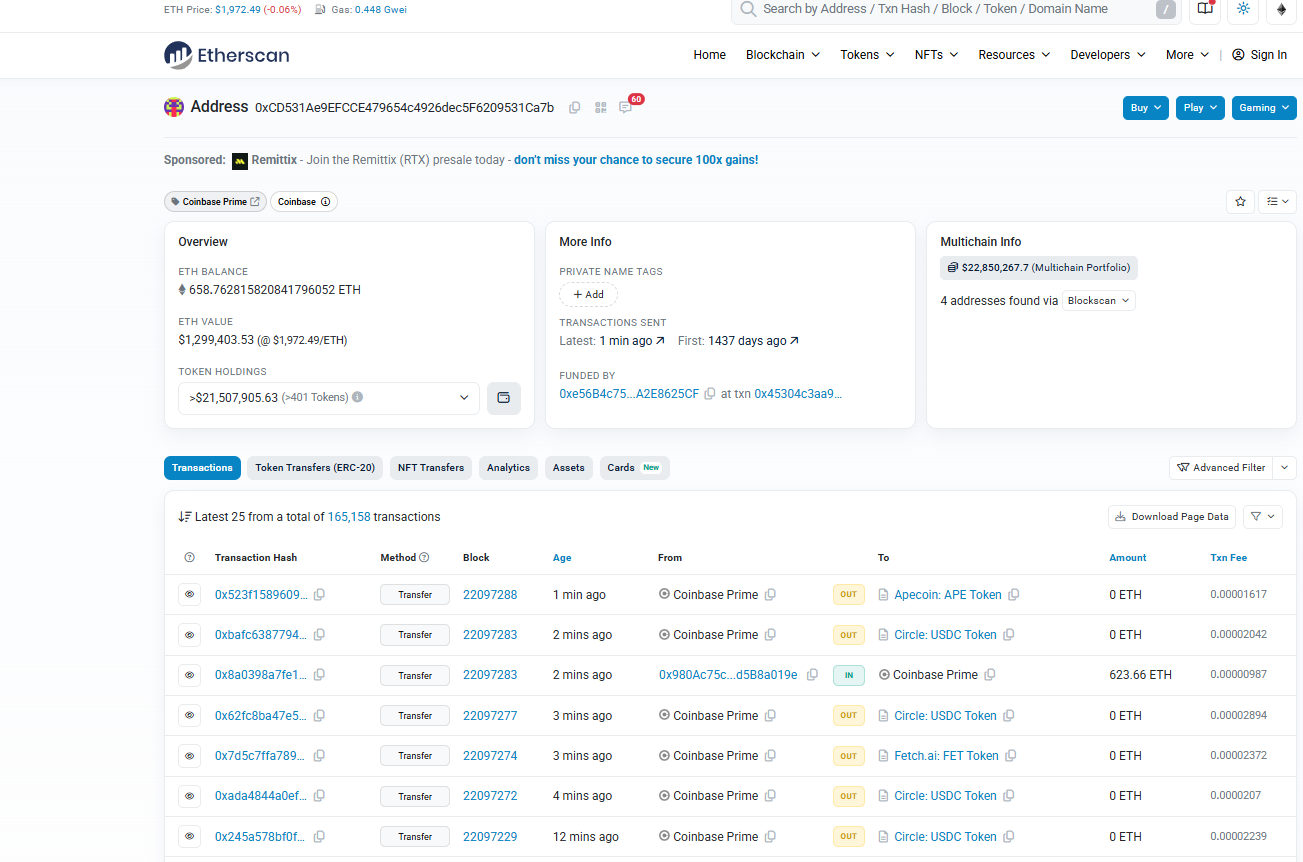 ETH Price: $1,972.49 (-0.06%) Gas: 0.448 Gwei
Search by Address / Txn Hash / Block / Token / Domain Name /
Etherscan
Home Blockchain Tokens NFTs Resources Developers More | Sign In
Address 0xCD531Ae9EFCCE479654c4926dec5F6209531Ca7b 60
Buy Play Gaming
Sponsored: Remittix - Join the Remittix (RTX) presale today - don't miss your chance to secure 100x gains!
Coinbase Prime Coinbase
Overview
ETH BALANCE
658.762815820841796052 ETH
ETH VALUE
$1,299,403.53 (@ $1,972.49/ETH)
TOKEN HOLDINGS
>$21,507,905.63 (>401 Tokens)
More Info
PRIVATE NAME TAGS
+ Add
TRANSACTIONS SENT
Latest: 1 min ago First: 1437 days ago
FUNDED BY
0xe56B4c75...A2E8625CF at txn 0x45304c3aa9...
Multichain Info
$22,850,267.7 (Multichain Portfolio)
4 addresses found via Blockscan
Transactions Token Transfers (ERC-20) NFT Transfers Analytics Assets Cards New
Advanced Filter
Latest 25 from a total of 165,158 transactions
Download Page Data
Transaction Hash Method Block Age From To Amount Txn Fee
0x523f1589609... Transfer 22097288 1 min ago Coinbase Prime OUT Apecoin: APE Token 0 ETH 0.00001617
0xbafc6387794... Transfer 22097283 2 mins ago Coinbase Prime OUT Circle: USDC Token 0 ETH 0.00002042
0x8a0398a7fe1... Transfer 22097283 2 mins ago 0x980Ac75c...d5B8a019e IN Coinbase Prime 623.66 ETH 0.00000987
0x62fc8ba47e5... Transfer 22097277 3 mins ago Coinbase Prime OUT Circle: USDC Token 0 ETH 0.00002894
0x7d5c7ffa789... Transfer 22097274 3 mins ago Coinbase Prime OUT Fetch.ai: FET Token 0 ETH 0.00002372
0xada4844a0ef... Transfer 22097272 4 mins ago Coinbase Prime OUT Circle: USDC Token 0 ETH 0.0000207
0x245a578bf0f... Transfer 22097229 12 mins ago Coinbase Prime OUT Circle: USDC Token 0 ETH 0.00002239